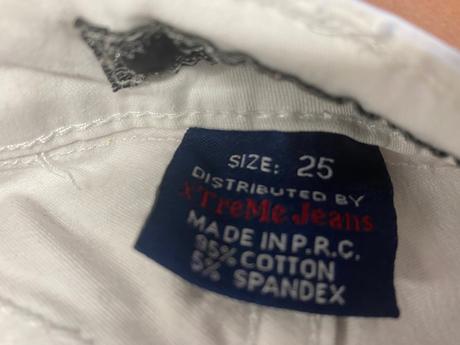 SIZE: 25
DISTRIBUTED BY
X'TreMe Jeans
MADE IN P.R.C.
95% COTTON
5% SPANDEX